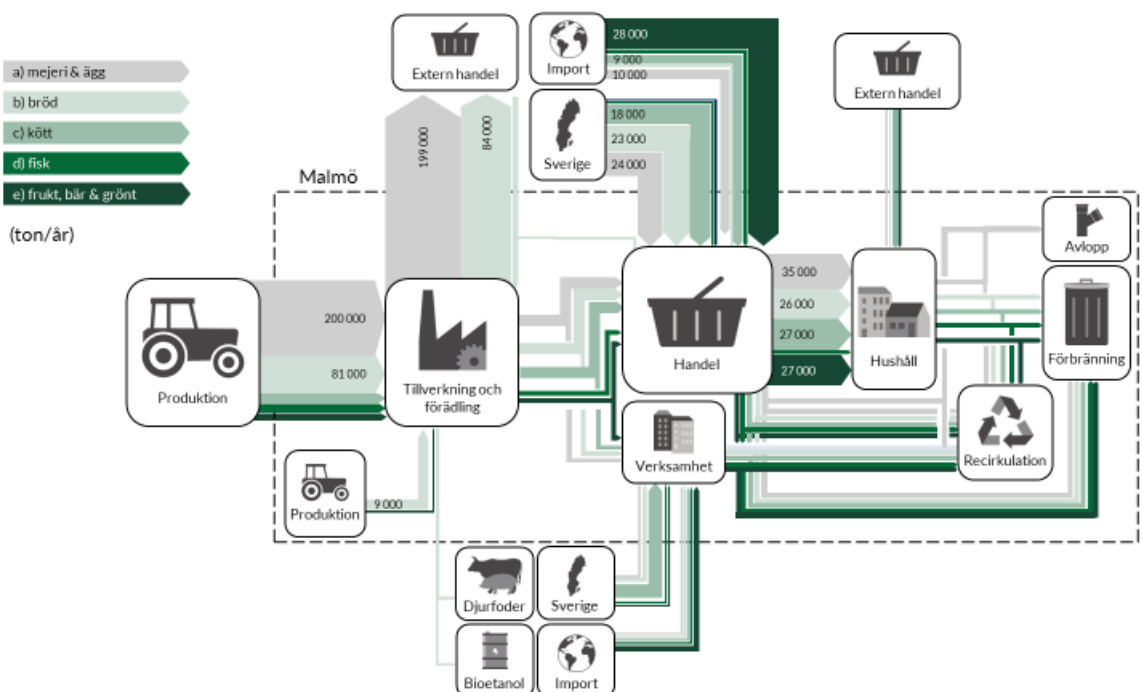 a) mejeri & ägg
b) bröd
c) kött
d) fisk
e) frukt, bär & grönt
(ton/år)
Extern handel
Import
28 000
9 000
10 000
Sverige
18 000
23 000
24 000
Extern handel
199 000
84 000
Malmö
Avlopp
Produktion
200 000
81 000
Tillverkning och
förädling
Handel
35 000
26 000
27 000
27 000
Hushåll
Förbränning
Verksamhet
Recirkulation
Produktion
9 000
Djurfoder
Sverige
Bioetanol
Import